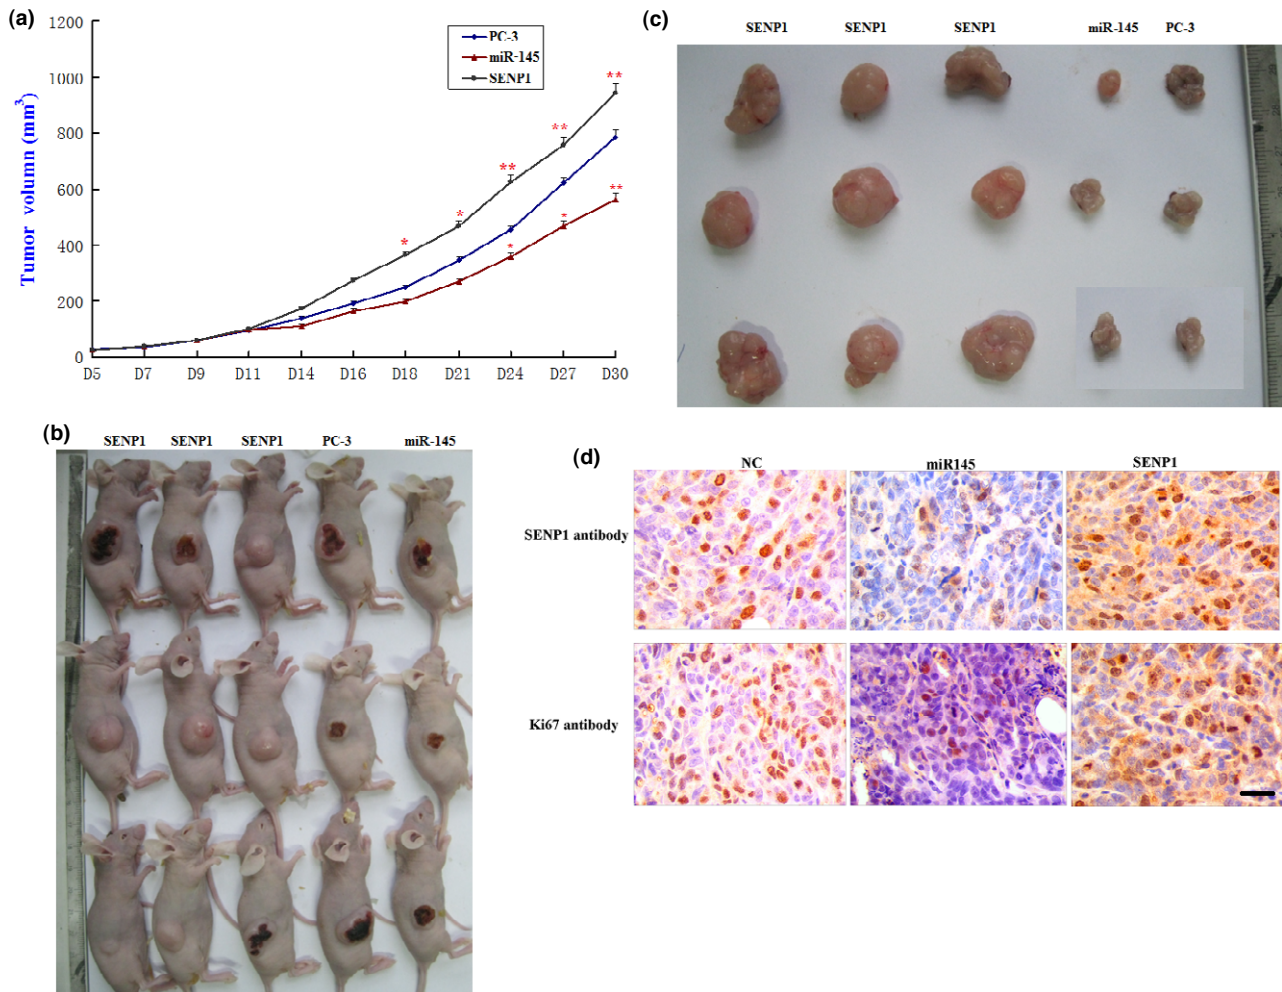 (a)
1200
1000
800
600
400
200
0
Tumor volumn (mm³)
PC-3
miR-145
SENP1
* * ** ** **
* * **
D5 D7 D9 D11 D14 D16 D18 D21 D24 D27 D30
(b)
SENP1 SENP1 SENP1 PC-3 miR-145
(c)
SENP1 SENP1 SENP1 miR-145 PC-3
(d)
NC miR145 SENP1
SENP1 antibody
Ki67 antibody